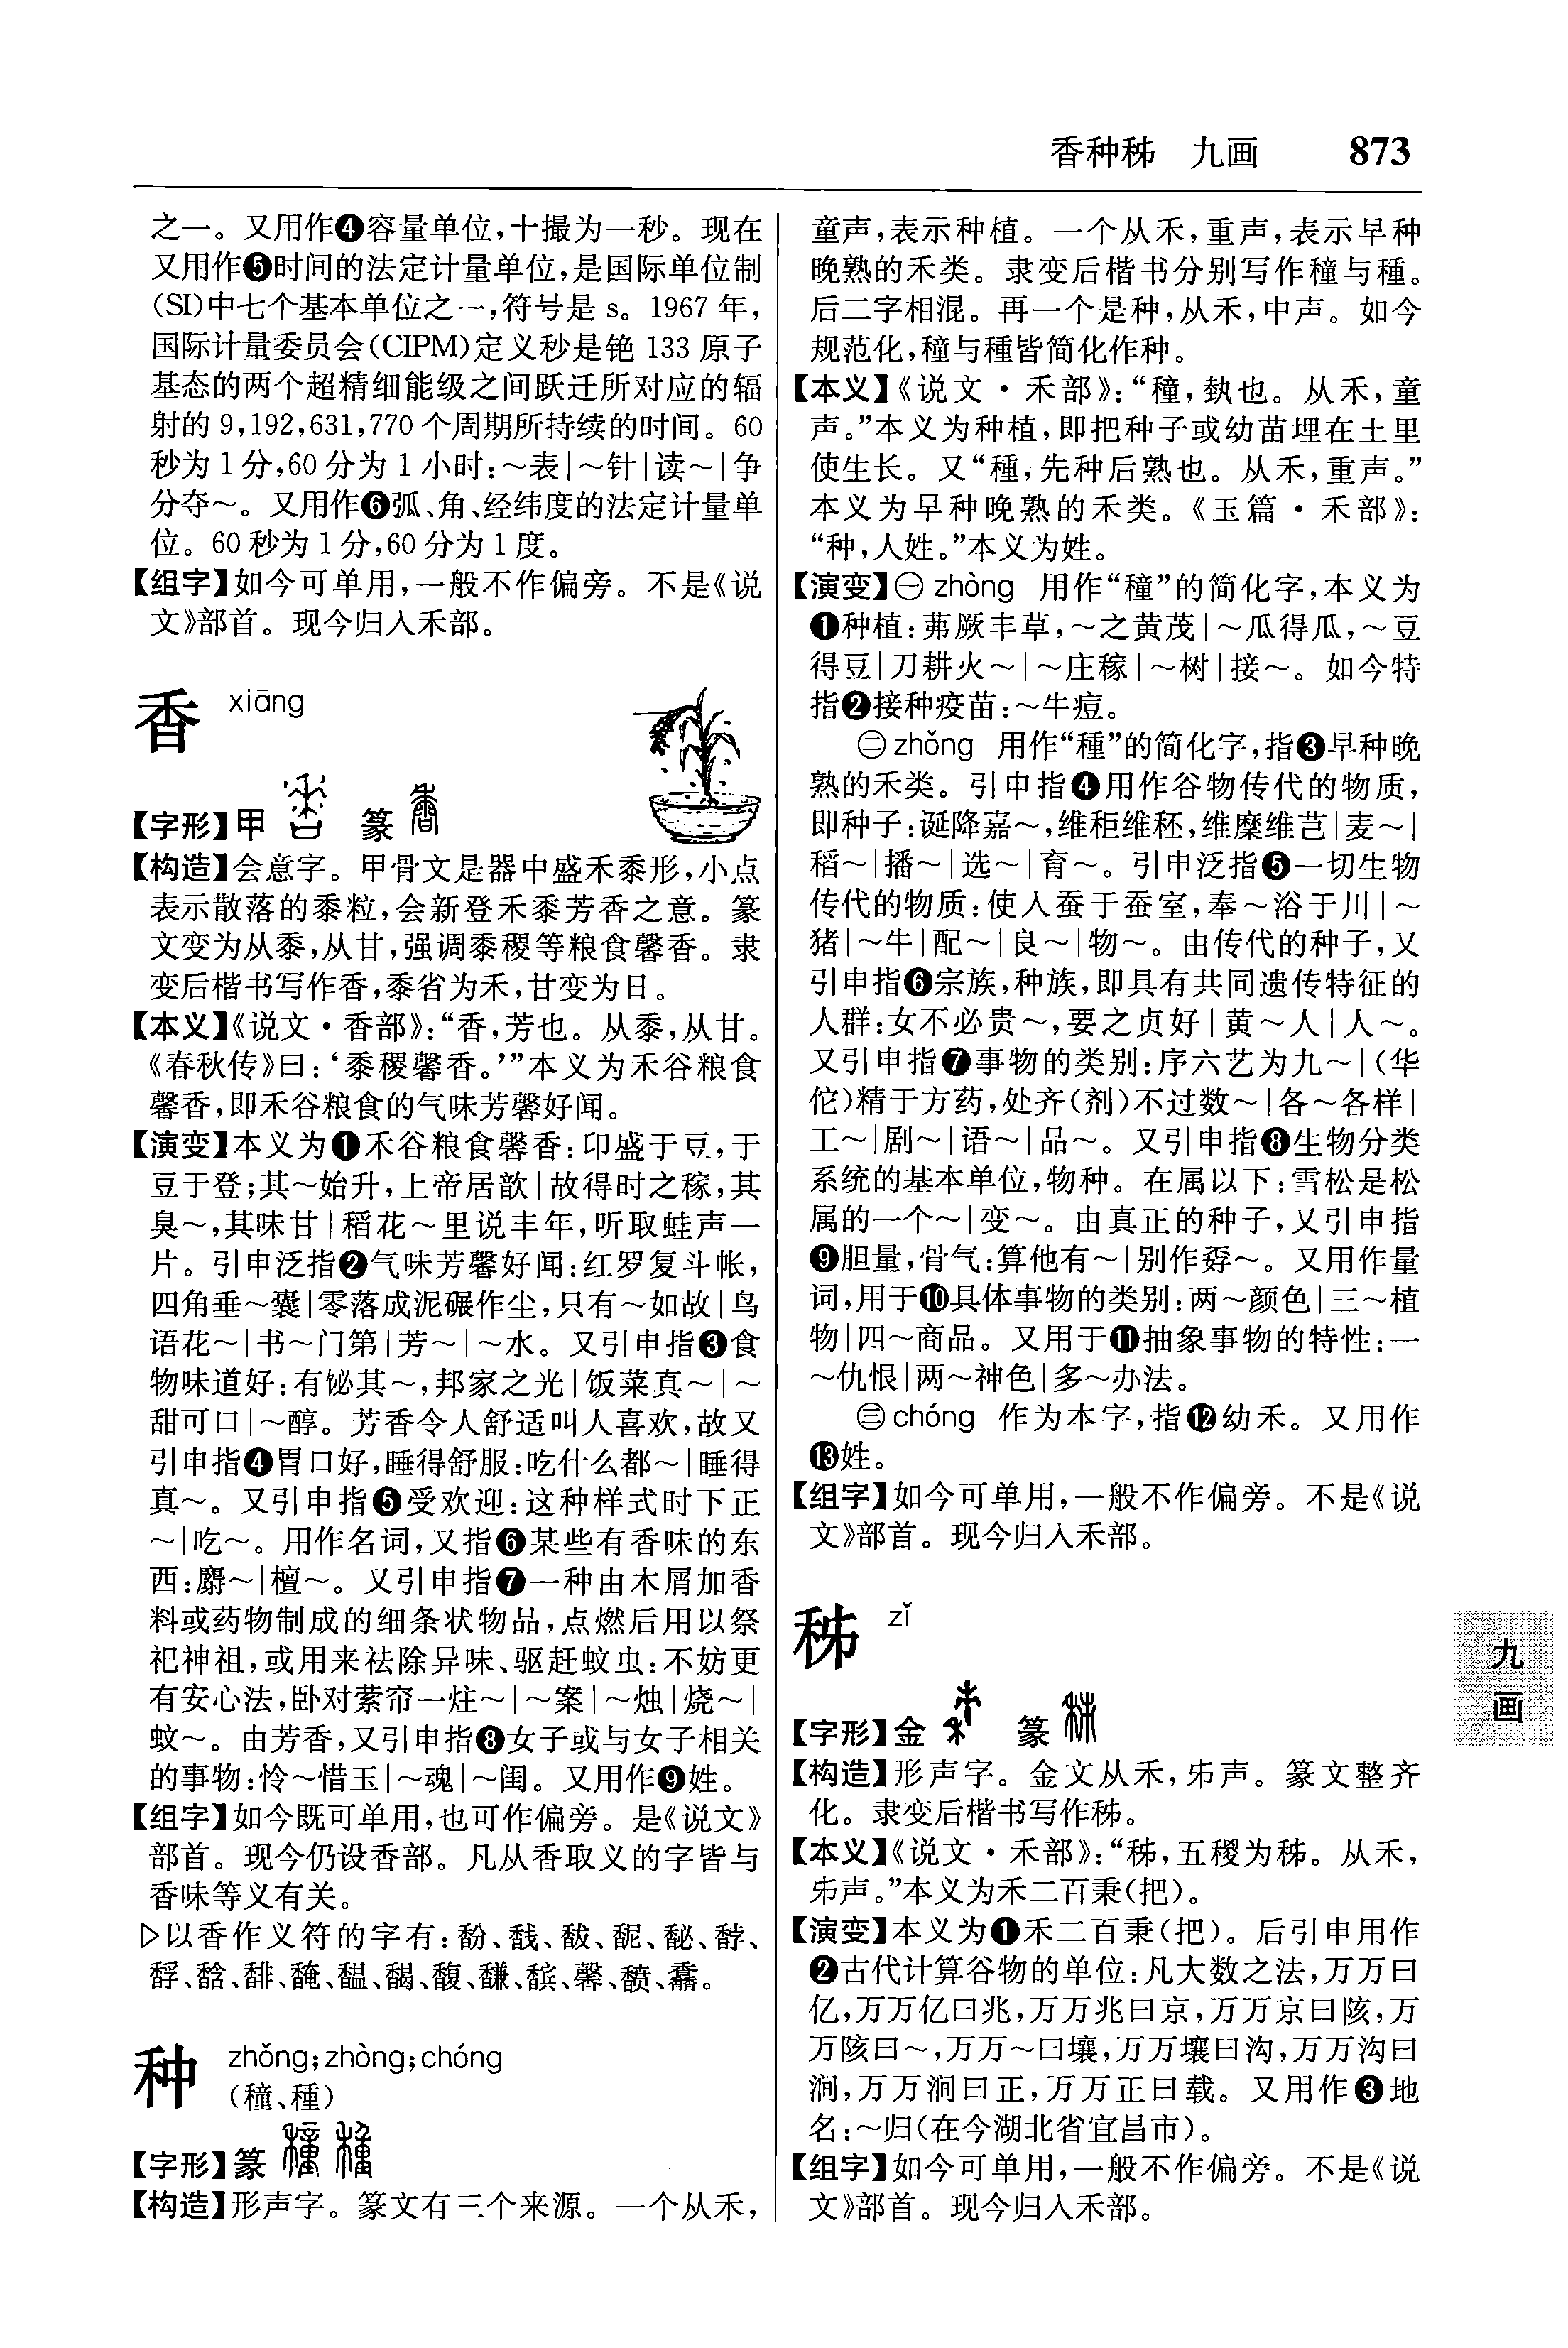 香种秭 九画 873
之一。又用作❹容量单位,十撮为一秒。现在
又用作❺时间的法定计量单位,是国际单位制
(SI)中七个基本单位之一,符号是 s。1967 年,
国际计量委员会(CIPM)定义秒是铯 133 原子
基态的两个超精细能级之间跃迁所对应的辐
射的 9,192,631,770 个周期所持续的时间。60
秒为 1 分,60 分为 1 小时:～表|～针|读～|争
分夺～。又用作❻弧、角、经纬度的法定计量单
位。60 秒为 1 分,60 分为 1 度。
【组字】如今可单用,一般不作偏旁。不是《说
文》部首。现今归入禾部。
香 xiāng
【字形】甲 篆
【构造】会意字。甲骨文是器中盛禾黍形,小点
表示散落的黍粒,会新登禾黍芳香之意。篆
文变为从黍,从甘,强调黍稷等粮食馨香。隶
变后楷书写作香,黍省为禾,甘变为日。
【本义】《说文·香部》:“香,芳也。从黍,从甘。
《春秋传》曰:‘黍稷馨香。’”本义为禾谷粮食
馨香,即禾谷粮食的气味芳馨好闻。
【演变】本义为❶禾谷粮食馨香:卬盛于豆,于
豆于登;其～始升,上帝居歆|故得时之稼,其
臭～,其味甘|稻花～里说丰年,听取蛙声一
片。引申泛指❷气味芳馨好闻:红罗复斗帐,
四角垂～囊|零落成泥碾作尘,只有～如故|鸟
语花～|书～门第|芳～|～水。又引申指❸食
物味道好:有铋其～,邦家之光|饭菜真～|～
甜可口|～醇。芳香令人舒适叫人喜欢,故又
引申指❹胃口好,睡得舒服:吃什么都～|睡得
真～。又引申指❺受欢迎:这种样式时下正
～|吃～。用作名词,又指❻某些有香味的东
西:麝～|檀～。又引申指❼一种由木屑加香
料或药物制成的细条状物品,点燃后用以祭
祀神祖,或用来祛除异味、驱赶蚊虫:不妨更
有安心法,卧对萦帘一炷～|～案|～烛|烧～|
蚊～。由芳香,又引申指❽女子或与女子相关
的事物:怜～惜玉|～魂|～闺。又用作❾姓。
【组字】如今既可单用,也可作偏旁。是《说文》
部首。现今仍设香部。凡从香取义的字皆与
香味等义有关。
▷以香作义符的字有:馚、馢、馛、馜、馝、馞、
馟、馠、馡、馣、馧、馤、馥、馦、馪、馨、馩、馫。
种 zhǒng;zhòng;chóng
(穜、種)
【字形】篆
【构造】形声字。篆文有三个来源。一个从禾,
童声,表示种植。一个从禾,重声,表示早种
晚熟的禾类。隶变后楷书分别写作穜与種。
后二字相混。再一个是种,从禾,中声。如今
规范化,穜与種皆简化作种。
【本义】《说文·禾部》:“穜,埶也。从禾,童
声。”本义为种植,即把种子或幼苗埋在土里
使生长。又“種,先种后熟也。从禾,重声。”
本义为早种晚熟的禾类。《玉篇·禾部》:
“种,人姓。”本义为姓。
【演变】㊀ zhòng 用作“穜”的简化字,本义为
❶种植:茀厥丰草,～之黄茂|～瓜得瓜,～豆
得豆|刀耕火～|～庄稼|～树|接～。如今特
指❷接种疫苗:～牛痘。
㊁ zhǒng 用作“種”的简化字,指❸早种晚
熟的禾类。引申指❹用作谷物传代的物质,
即种子:诞降嘉～,维秬维秠,维糜维芑|麦～|
稻～|播～|选～|育～。引申泛指❺一切生物
传代的物质:使入蚕于蚕室,奉～浴于川|～
猪|～牛|配～|良～|物～。由传代的种子,又
引申指❻宗族,种族,即具有共同遗传特征的
人群:女不必贵～,要之贞好|黄～人|人～。
又引申指❼事物的类别:序六艺为九～|(华
佗)精于方药,处齐(剂)不过数～|各～各样|
工～|剧～|语～|品～。又引申指❽生物分类
系统的基本单位,物种。在属以下:雪松是松
属的一个～|变～。由真正的种子,又引申指
❾胆量,骨气:算他有～|别作孬～。又用作量
词,用于❿具体事物的类别:两～颜色|三～植
物|四～商品。又用于⓫抽象事物的特性:一
～仇恨|两～神色|多～办法。
㊂ chóng 作为本字,指⓬幼禾。又用作
⓭姓。
【组字】如今可单用,一般不作偏旁。不是《说
文》部首。现今归入禾部。
秭 zǐ
【字形】金 篆
【构造】形声字。金文从禾,𠂔声。篆文整齐
化。隶变后楷书写作秭。
【本义】《说文·禾部》:“秭,五稯为秭。从禾,
𠂔声。”本义为禾二百秉(把)。
【演变】本义为❶禾二百秉(把)。后引申用作
❷古代计算谷物的单位:凡大数之法,万万曰
亿,万万亿曰兆,万万兆曰京,万万京曰陔,万
万陔曰～,万万～曰壤,万万壤曰沟,万万沟曰
涧,万万涧曰正,万万正曰载。又用作❸地
名:～归(在今湖北省宜昌市)。
【组字】如今可单用,一般不作偏旁。不是《说
文》部首。现今归入禾部。
九
画